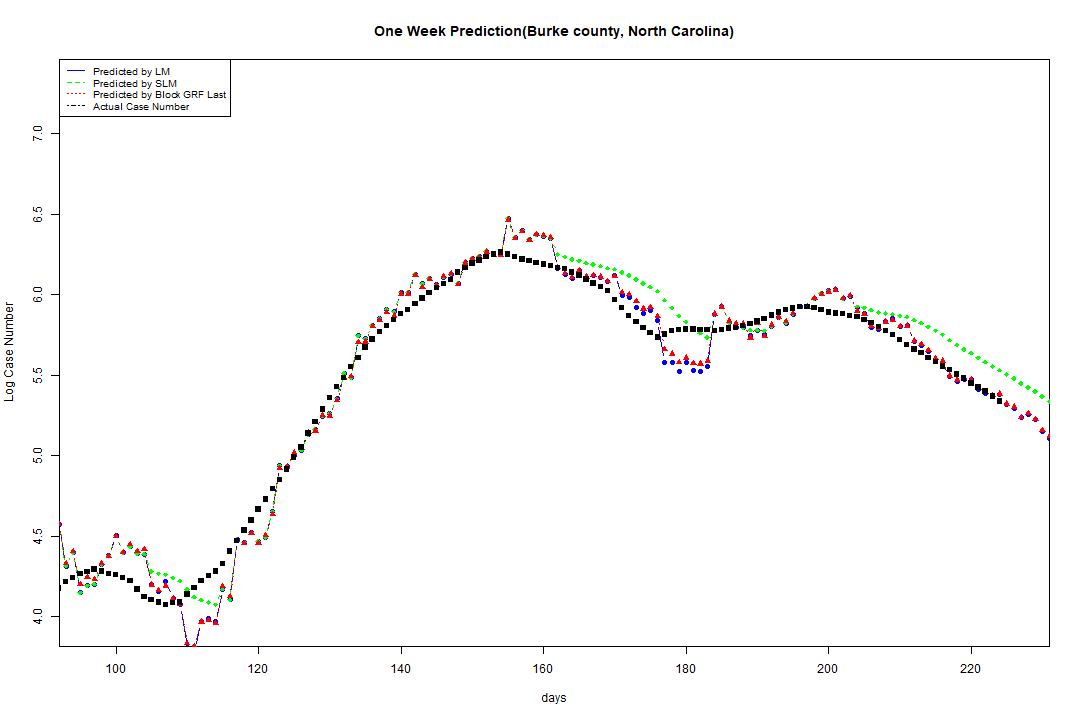 One Week Prediction(Burke county, North Carolina)
Predicted by LM
Predicted by SLM
Predicted by Block GRF Last
Actual Case Number
Log Case Number
7.0
6.5
6.0
5.5
5.0
4.5
4.0
100 120 140 160 180 200 220
days